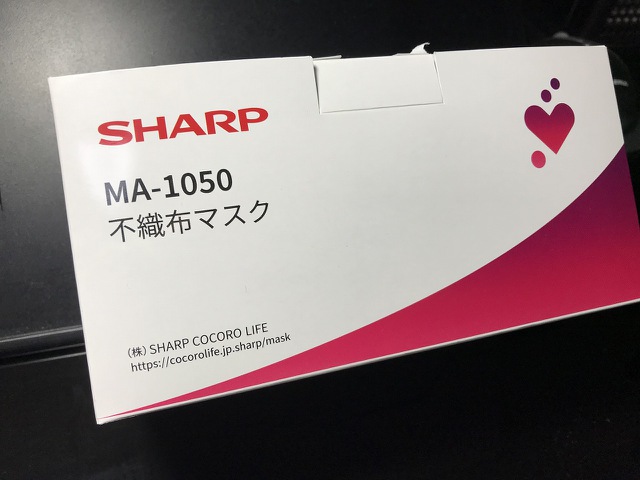 SHARP
MA-1050
不織布マスク
(株) SHARP COCORO LIFE
https://cocorolife.jp.sharp/mask